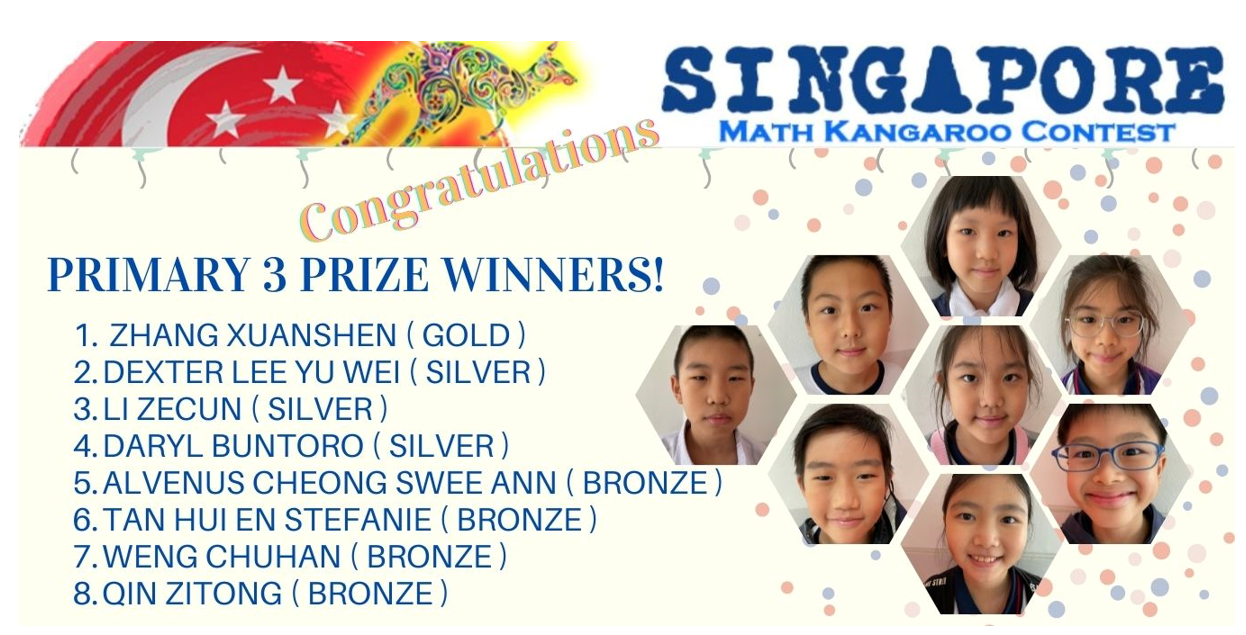 SINGAPORE
MATH KANGAROO CONTEST
Congratulations
PRIMARY 3 PRIZE WINNERS!
1. ZHANG XUANSHEN ( GOLD )
2. DEXTER LEE YU WEI ( SILVER )
3. LI ZECUN ( SILVER )
4. DARYL BUNTORO ( SILVER )
5. ALVENUS CHEONG SWEE ANN ( BRONZE )
6. TAN HUI EN STEFANIE ( BRONZE )
7. WENG CHUHAN ( BRONZE )
8. QIN ZITONG ( BRONZE )